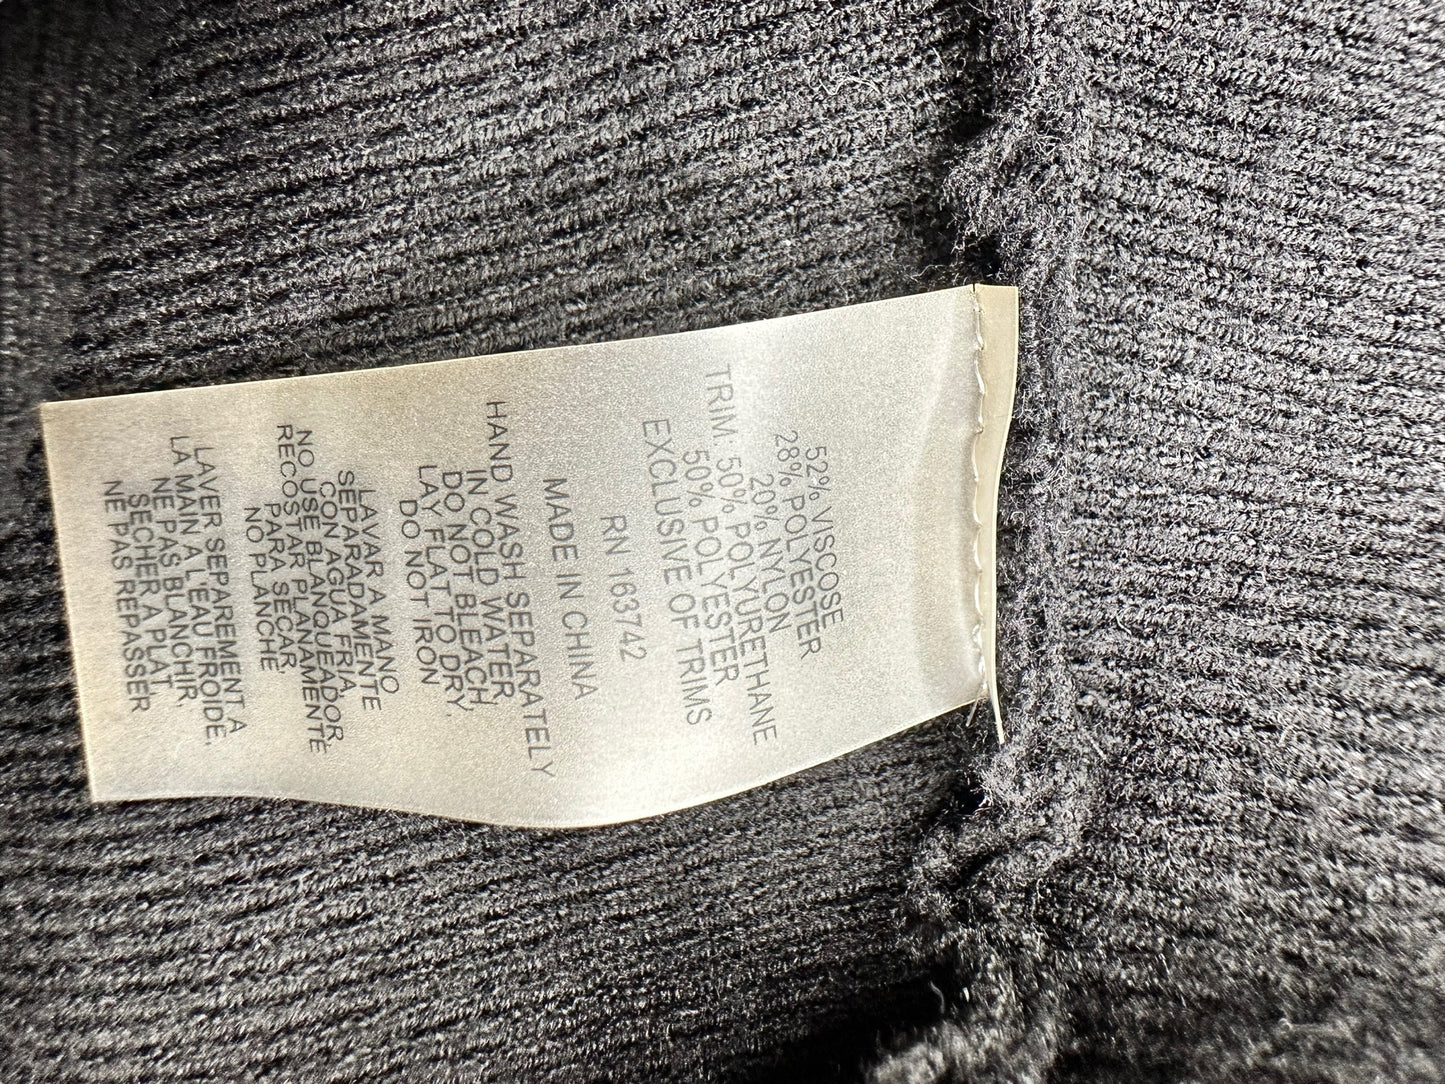 52% VISCOSE
28% POLYESTER
20% NYLON
TRIM: 50% POLYURETHANE
50% POLYESTER
EXCLUSIVE OF TRIMS
RN 163742
MADE IN CHINA
HAND WASH SEPARATELY
IN COLD WATER,
DO NOT BLEACH,
LAY FLAT TO DRY,
DO NOT IRON
LAVAR A MANO
SEPARADAMENTE
CON AGUA FRIA,
NO USE BLANQUEADOR,
RECOSTAR PLANAMENTE
PARA SECAR,
NO PLANCHE
LAVER SEPAREMENT A
LA MAIN A L'EAU FROIDE,
NE PAS BLANCHIR,
SECHER A PLAT,
NE PAS REPASSER